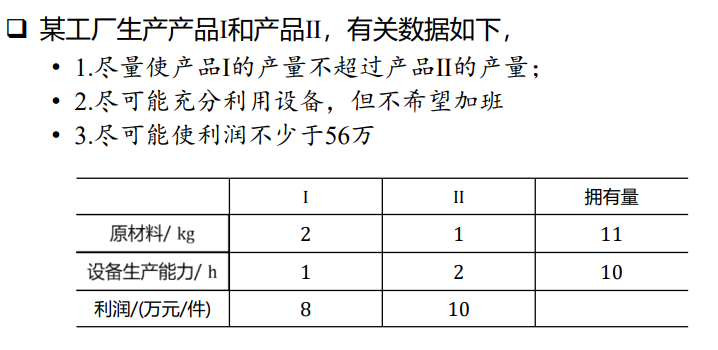 ❑ 某工厂生产产品I和产品II，有关数据如下，
• 1.尽量使产品I的产量不超过产品II的产量；
• 2.尽可能充分利用设备，但不希望加班
• 3.尽可能使利润不少于56万
I II 拥有量
原材料/ kg 2 1 11
设备生产能力/ h 1 2 10
利润/(万元/件) 8 10